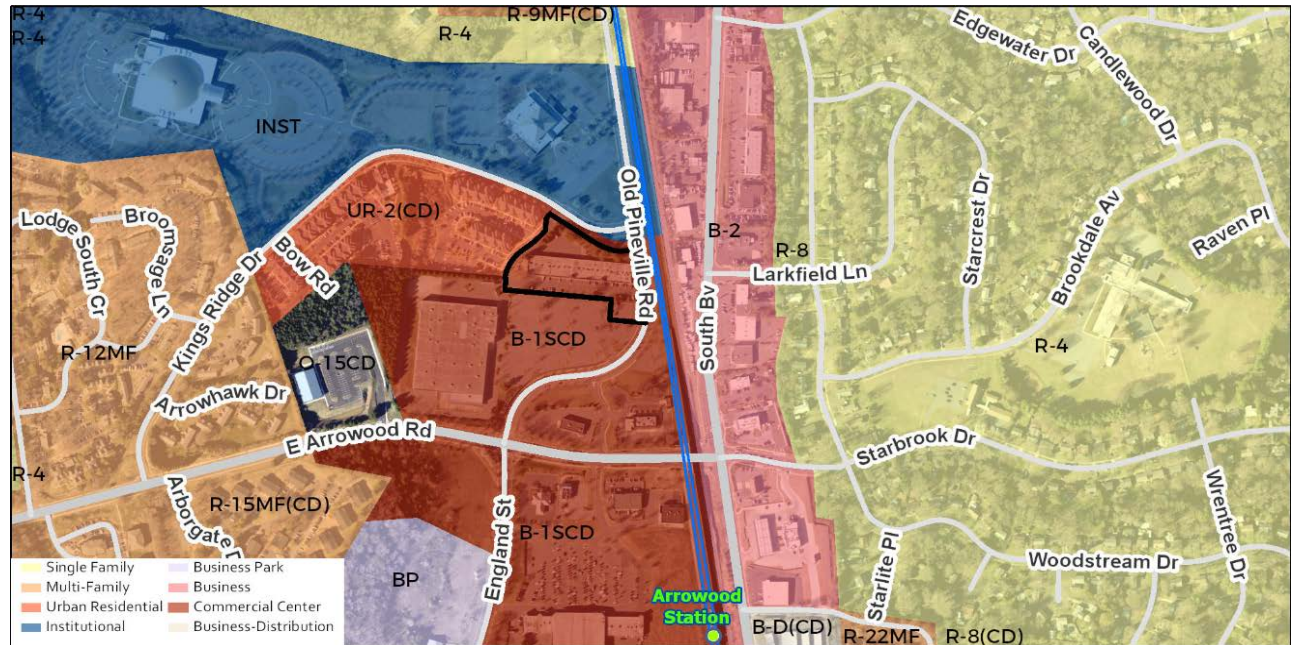 R-4
R-4
R-9MF(CD)
R-4
Edgewater Dr
Candlewood Dr
INST
Old Pineville Rd
Starcrest Dr
Brookdale Av
Raven Pl
Lodge South Cr
Broomsage Ln
UR-2(CD)
Bow Rd
B-2
R-8
Larkfield Ln
Kings Ridge Dr
South Bv
B-1SCD
R-4
R-12MF
O-15CD
Arrowhawk Dr
E Arrowood Rd
Starbrook Dr
R-4
R-15MF(CD)
Arborgate D
England St
B-1SCD
Wrentree Dr
Starlite Pl
Woodstream Dr
BP
Arrowood
Station
B-D(CD)
R-22MF
R-8(CD)
Single Family
Multi-Family
Urban Residential
Institutional
Business Park
Business
Commercial Center
Business-Distribution